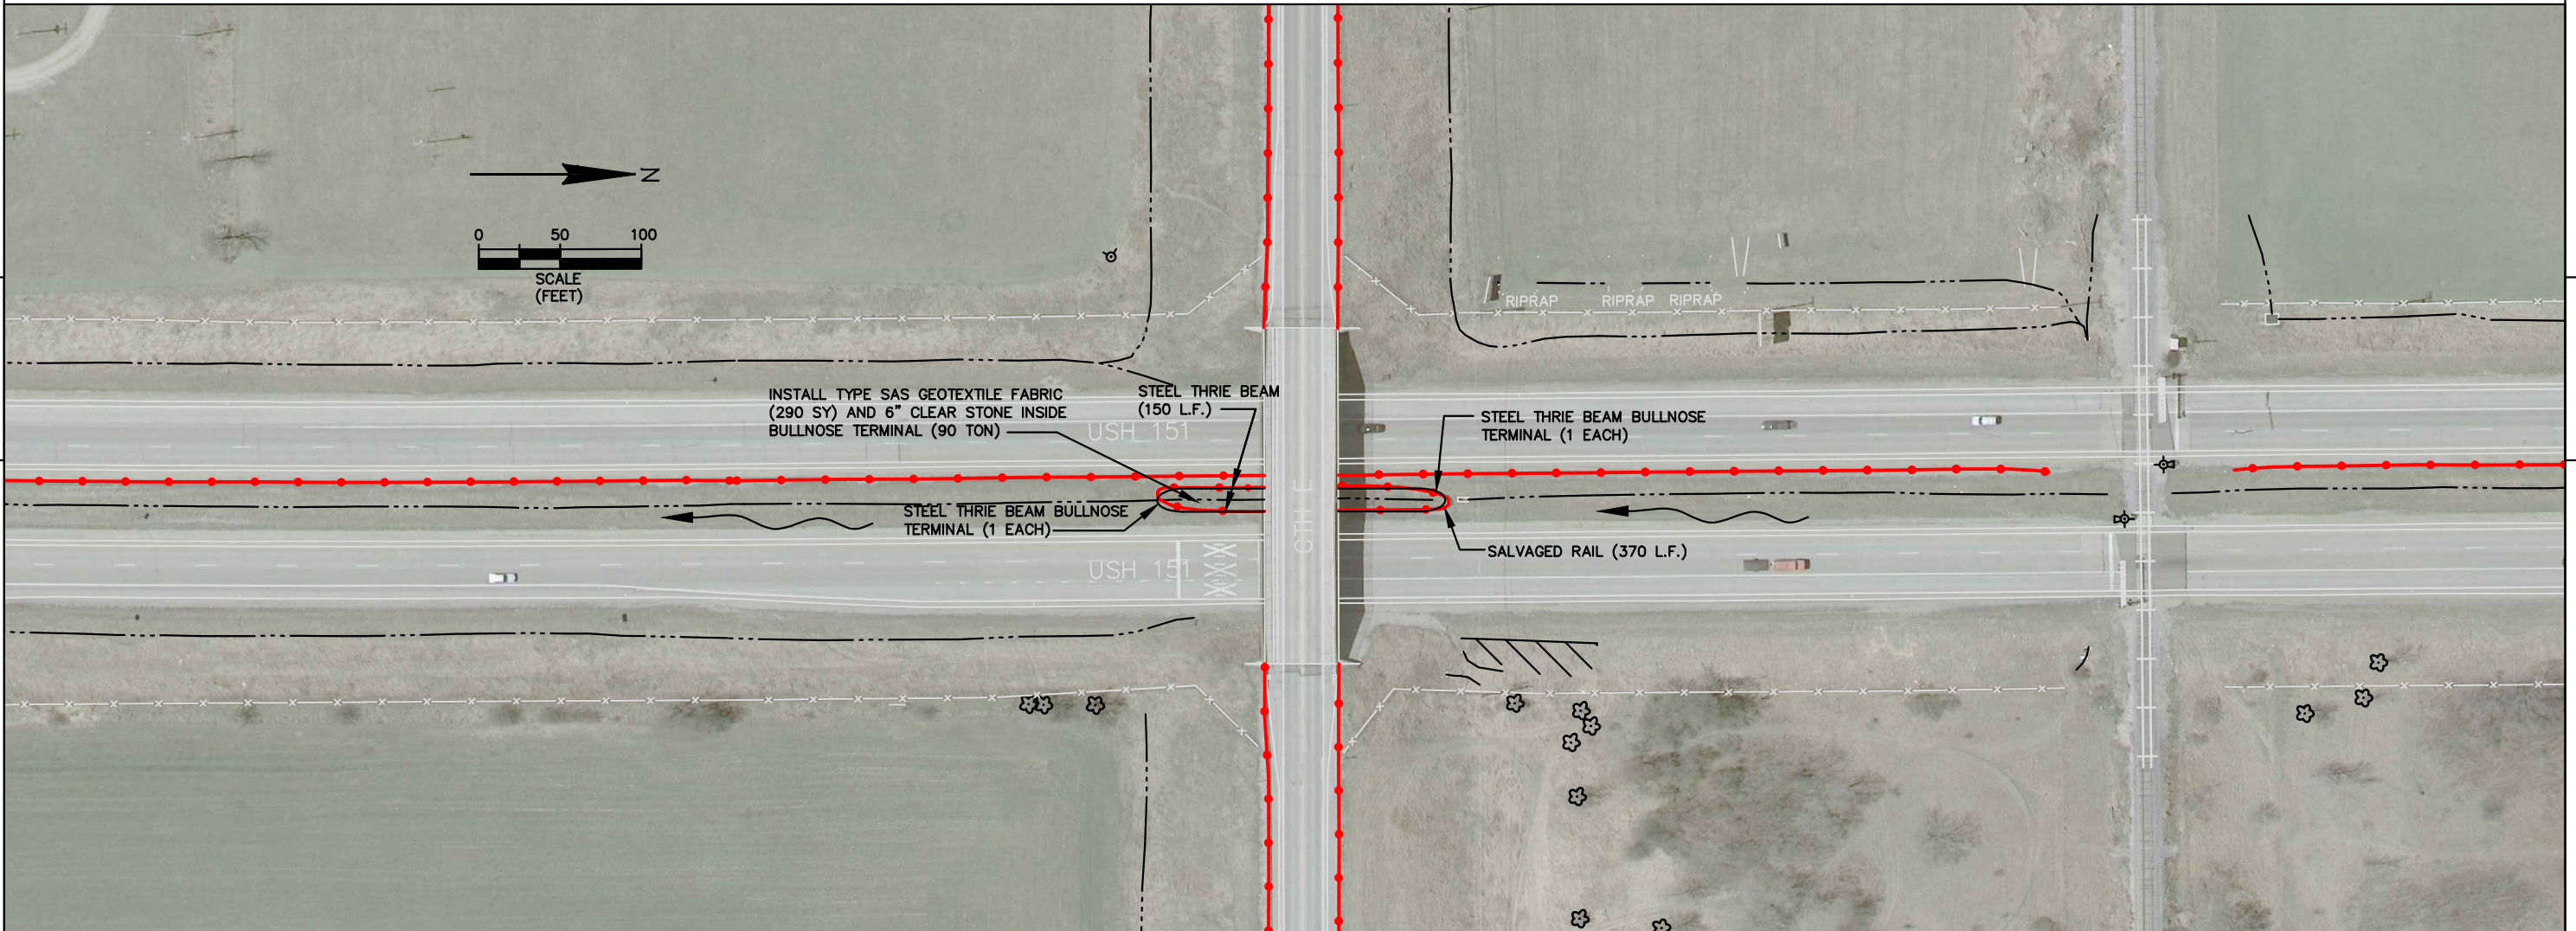 N
0 50 100
SCALE
(FEET)
RIPRAP RIPRAP RIPRAP
INSTALL TYPE SAS GEOTEXTILE FABRIC
(290 SY) AND 6" CLEAR STONE INSIDE
BULLNOSE TERMINAL (90 TON)
STEEL THRIE BEAM
(150 L.F.)
USH 151
STEEL THRIE BEAM BULLNOSE
TERMINAL (1 EACH)
STEEL THRIE BEAM BULLNOSE
TERMINAL (1 EACH)
CTH E
SALVAGED RAIL (370 L.F.)
USH 151